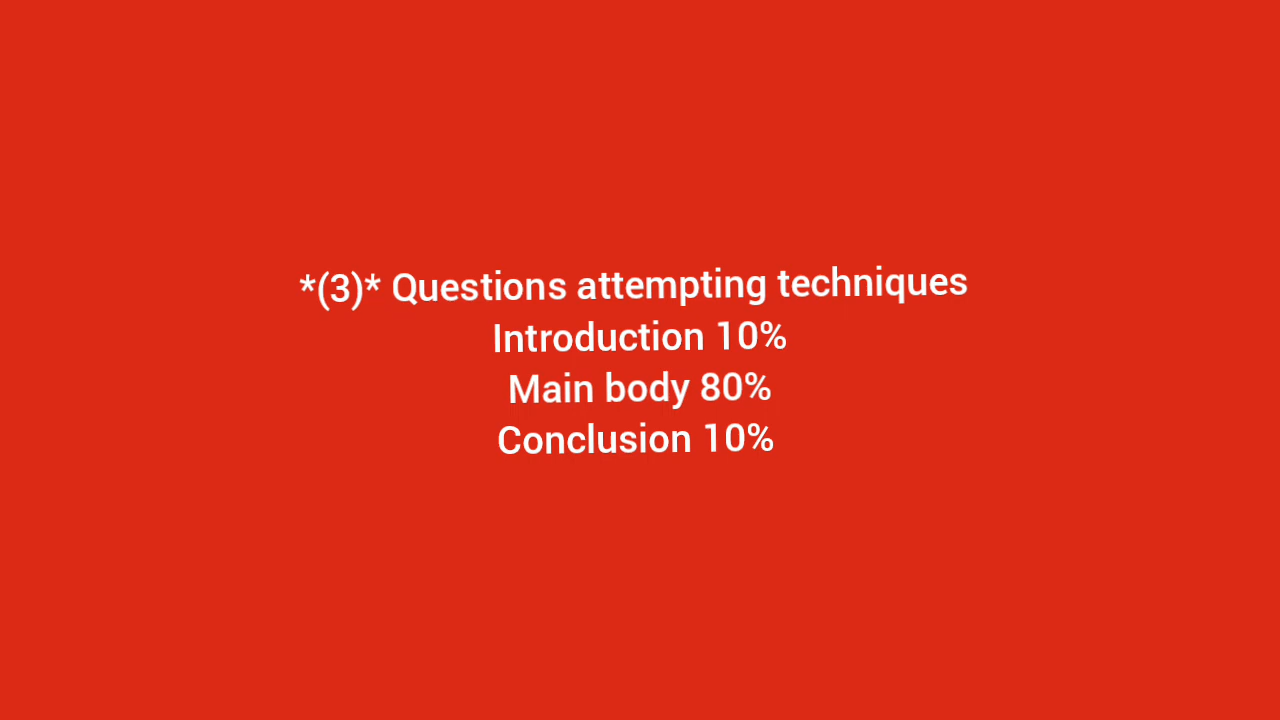 *(3)* Questions attempting techniques
Introduction 10%
Main body 80%
Conclusion 10%